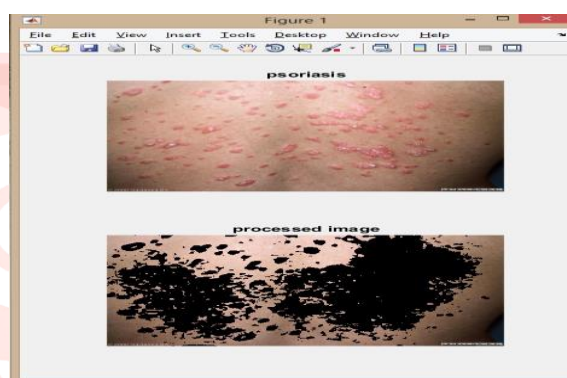 Figure 1
File Edit View Insert Tools Desktop Window Help
psoriasis
processed image